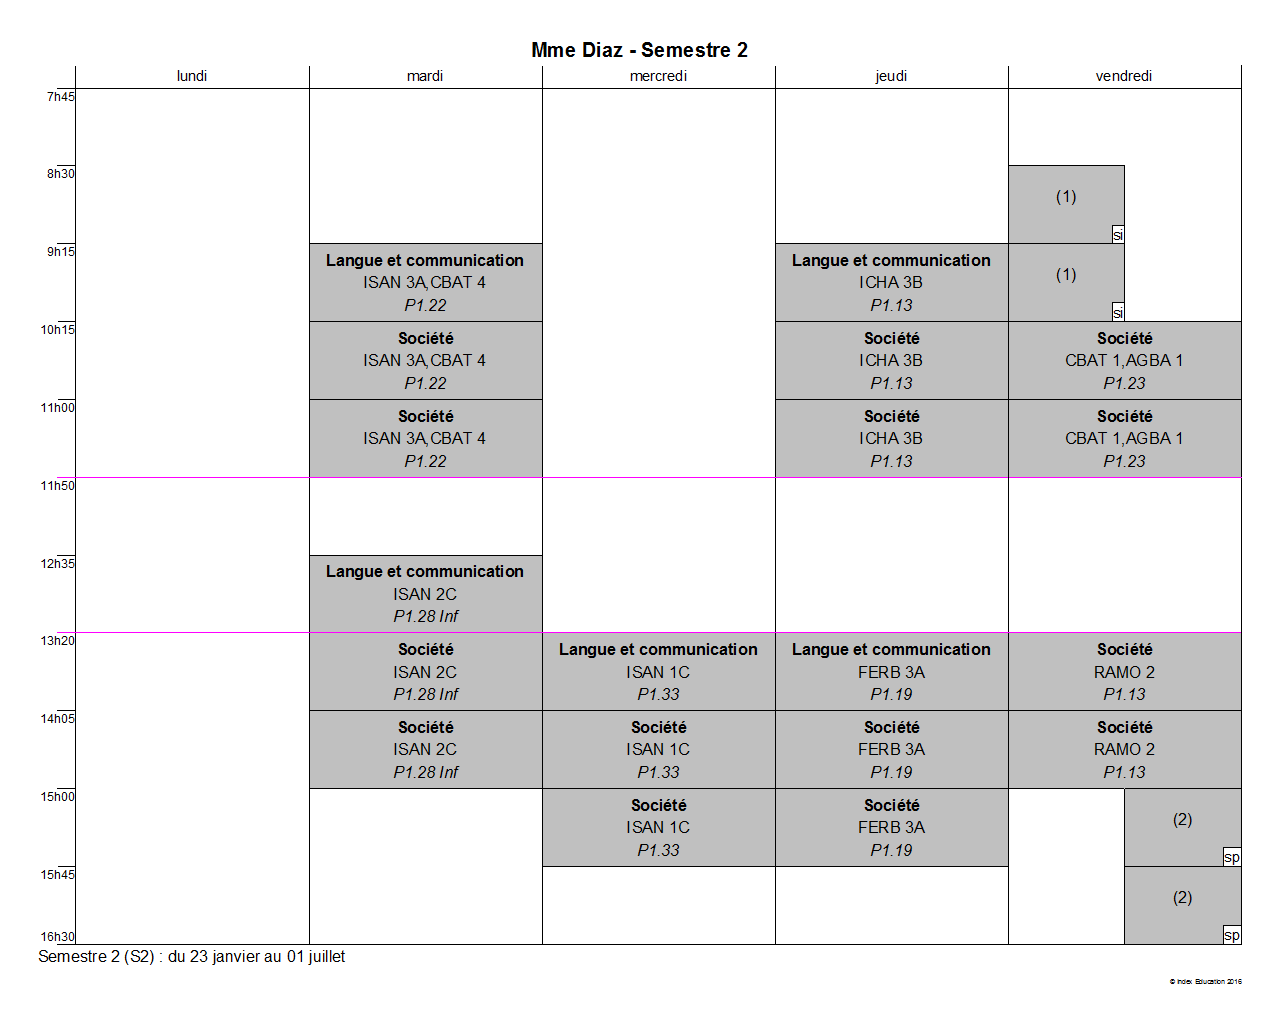 Mme Diaz - Semestre 2
lundi mardi mercredi jeudi vendredi
7h45
8h30
(1)
si
9h15
Langue et communication
ISAN 3A,CBAT 4
P1.22
Langue et communication
ICHA 3B
P1.13
(1)
si
10h15
Société
ISAN 3A,CBAT 4
P1.22
Société
ICHA 3B
P1.13
Société
CBAT 1,AGBA 1
P1.23
11h00
Société
ISAN 3A,CBAT 4
P1.22
Société
ICHA 3B
P1.13
Société
CBAT 1,AGBA 1
P1.23
11h50
12h35
Langue et communication
ISAN 2C
P1.28 Inf
13h20
Société
ISAN 2C
P1.28 Inf
Langue et communication
ISAN 1C
P1.33
Langue et communication
FERB 3A
P1.19
Société
RAMO 2
P1.13
14h05
Société
ISAN 2C
P1.28 Inf
Société
ISAN 1C
P1.33
Société
FERB 3A
P1.19
Société
RAMO 2
P1.13
15h00
Société
ISAN 1C
P1.33
Société
FERB 3A
P1.19
(2)
sp
15h45
(2)
sp
16h30
Semestre 2 (S2) : du 23 janvier au 01 juillet
© Index Education 2016